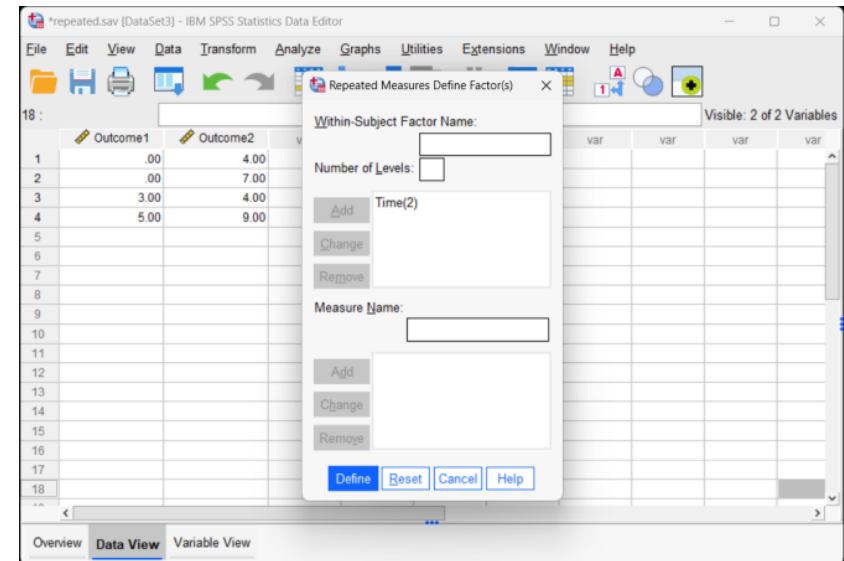 *repeated.sav [DataSet3] - IBM SPSS Statistics Data Editor
File Edit View Data Transform Analyze Graphs Utilities Extensions Window Help
Repeated Measures Define Factor(s)
18 :
Visible: 2 of 2 Variables
Outcome1 Outcome2 var var var var
1 .00 4.00
2 .00 7.00
3 3.00 4.00
4 5.00 9.00
5
6
7
8
9
10
11
12
13
14
15
16
17
18
Within-Subject Factor Name:
Number of Levels:
Add
Time(2)
Change
Remove
Measure Name:
Add
Change
Remove
Define Reset Cancel Help
Overview Data View Variable View